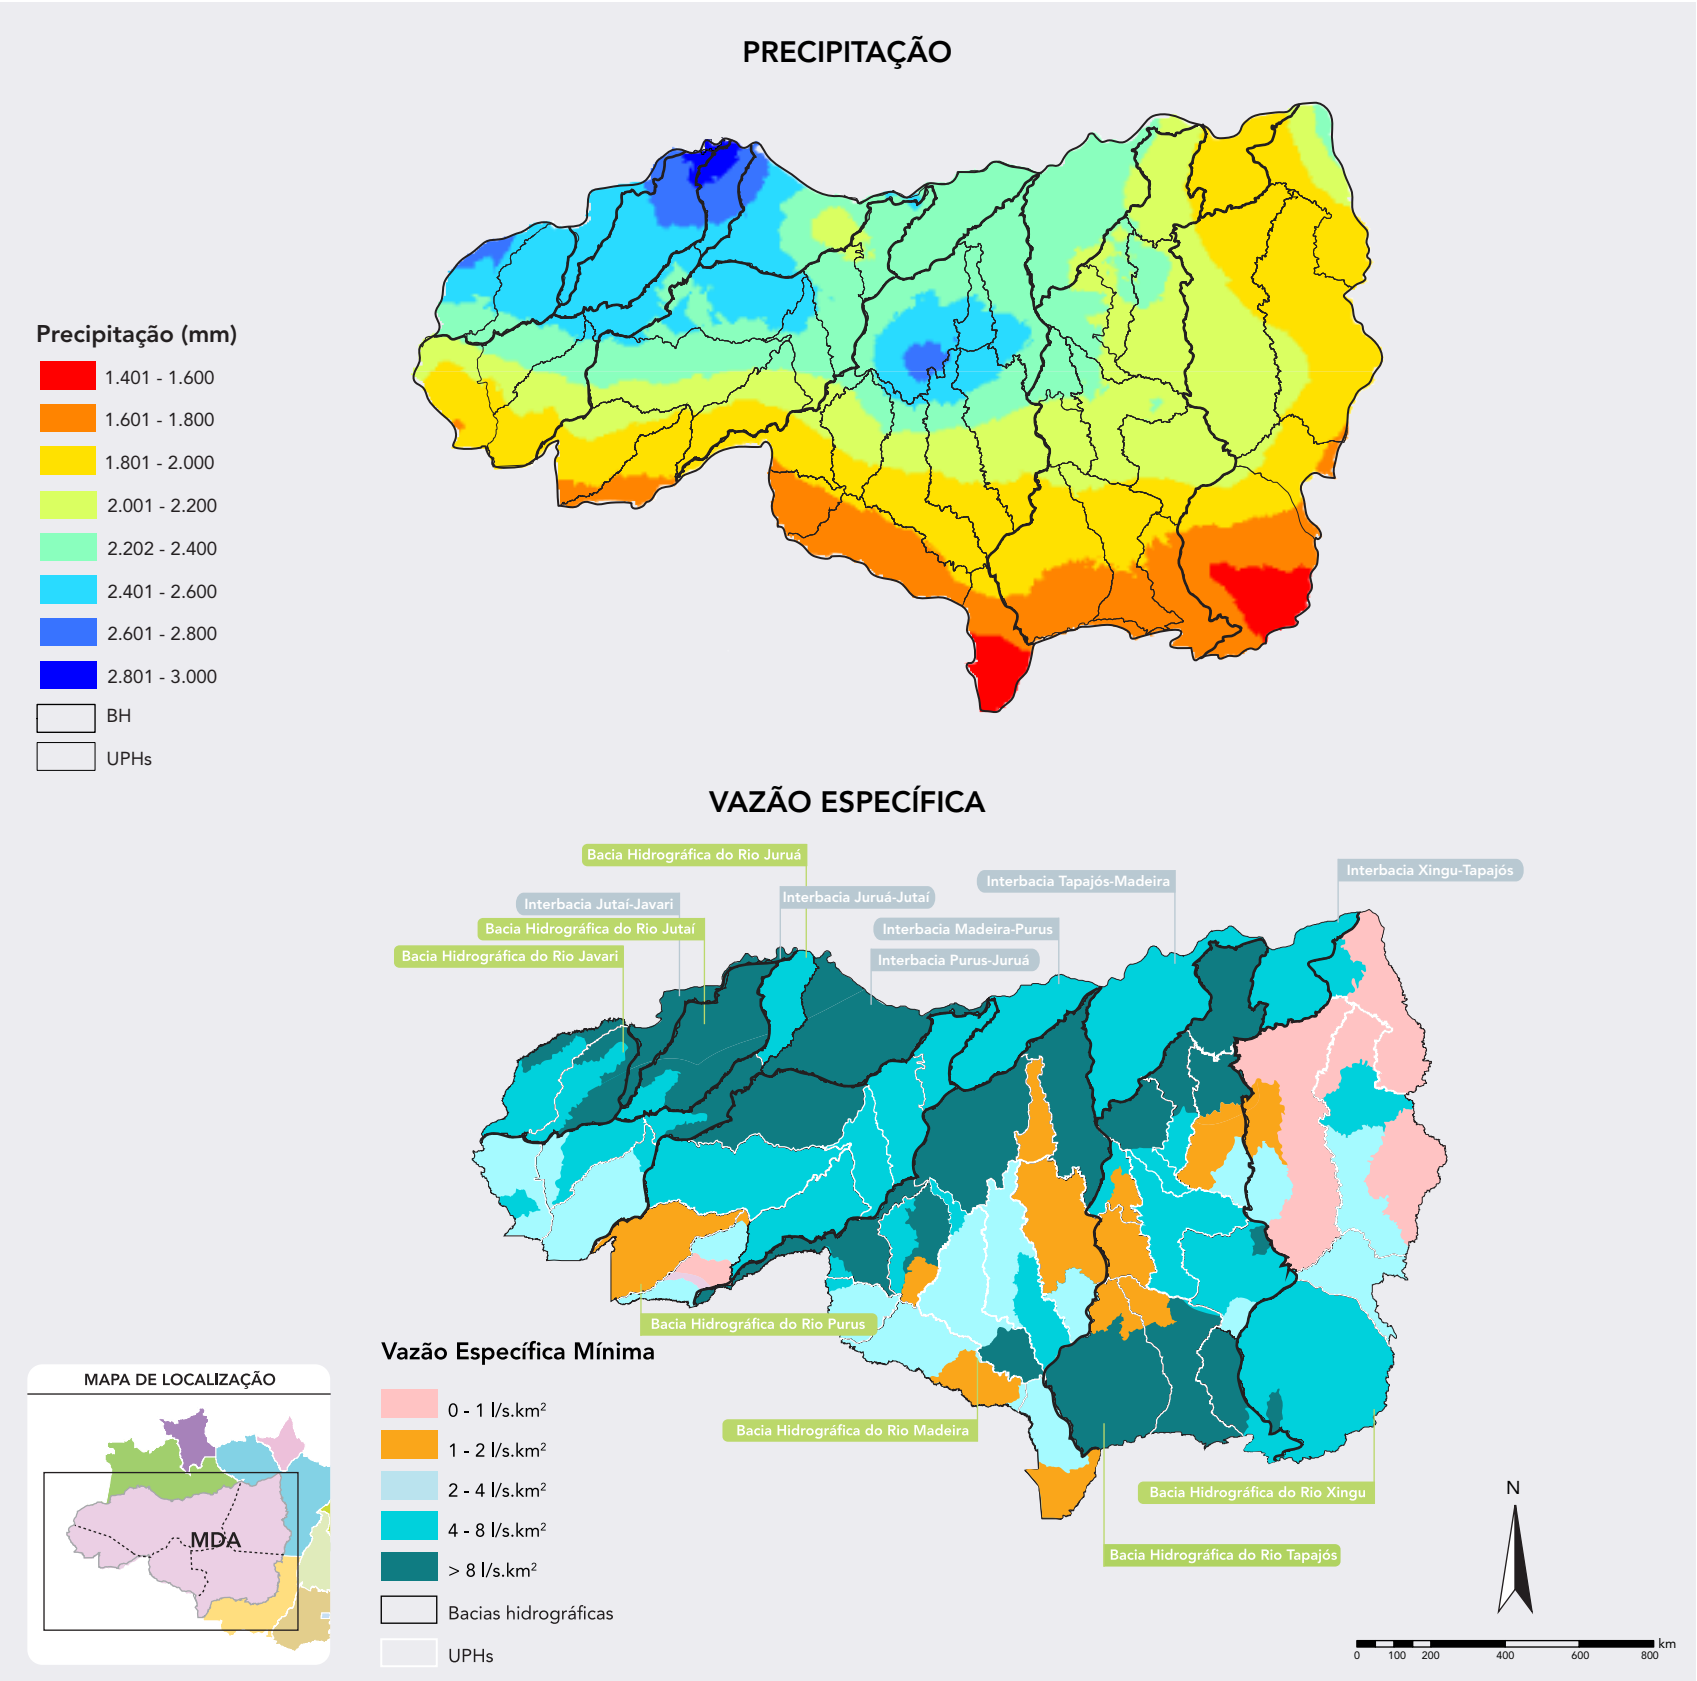 PRECIPITAÇÃO
Precipitação (mm)
1.401 - 1.600
1.601 - 1.800
1.801 - 2.000
2.001 - 2.200
2.202 - 2.400
2.401 - 2.600
2.601 - 2.800
2.801 - 3.000
BH
UPHs
VAZÃO ESPECÍFICA
Bacia Hidrográfica do Rio Juruá
Interbacia Xingu-Tapajós
Interbacia Tapajós-Madeira
Interbacia Juruá-Jutaí
Interbacia Jutaí-Javari
Bacia Hidrográfica do Rio Jutaí
Interbacia Madeira-Purus
Bacia Hidrográfica do Rio Javari
Interbacia Purus-Juruá
Bacia Hidrográfica do Rio Purus
Bacia Hidrográfica do Rio Madeira
Bacia Hidrográfica do Rio Xingu
Bacia Hidrográfica do Rio Tapajós
Vazão Específica Mínima
0 - 1 l/s.km²
1 - 2 l/s.km²
2 - 4 l/s.km²
4 - 8 l/s.km²
> 8 l/s.km²
Bacias hidrográficas
UPHs
MAPA DE LOCALIZAÇÃO
MDA
N
km
0 100 200 400 600 800